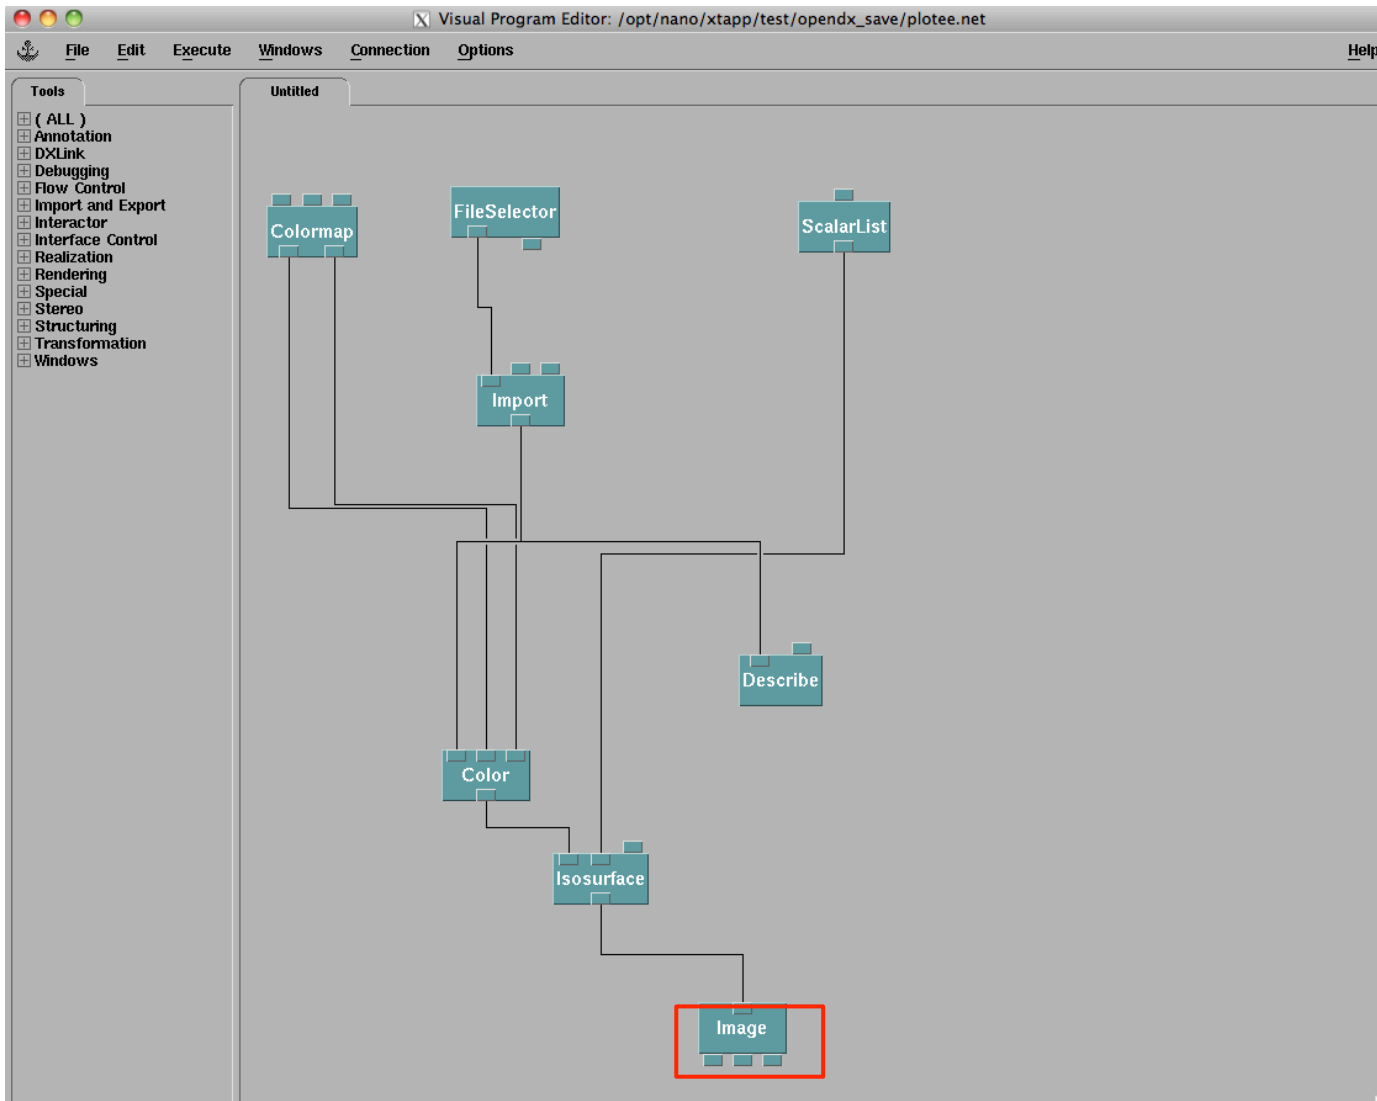 X Visual Program Editor: /opt/nano/xtapp/test/opendx_save/plotee.net
File Edit Execute Windows Connection Options Help
Tools
Untitled
( ALL )
Annotation
DXLink
Debugging
Flow Control
Import and Export
Interactor
Interface Control
Realization
Rendering
Special
Stereo
Structuring
Transformation
Windows
Colormap
FileSelector
ScalarList
Import
Describe
Color
Isosurface
Image